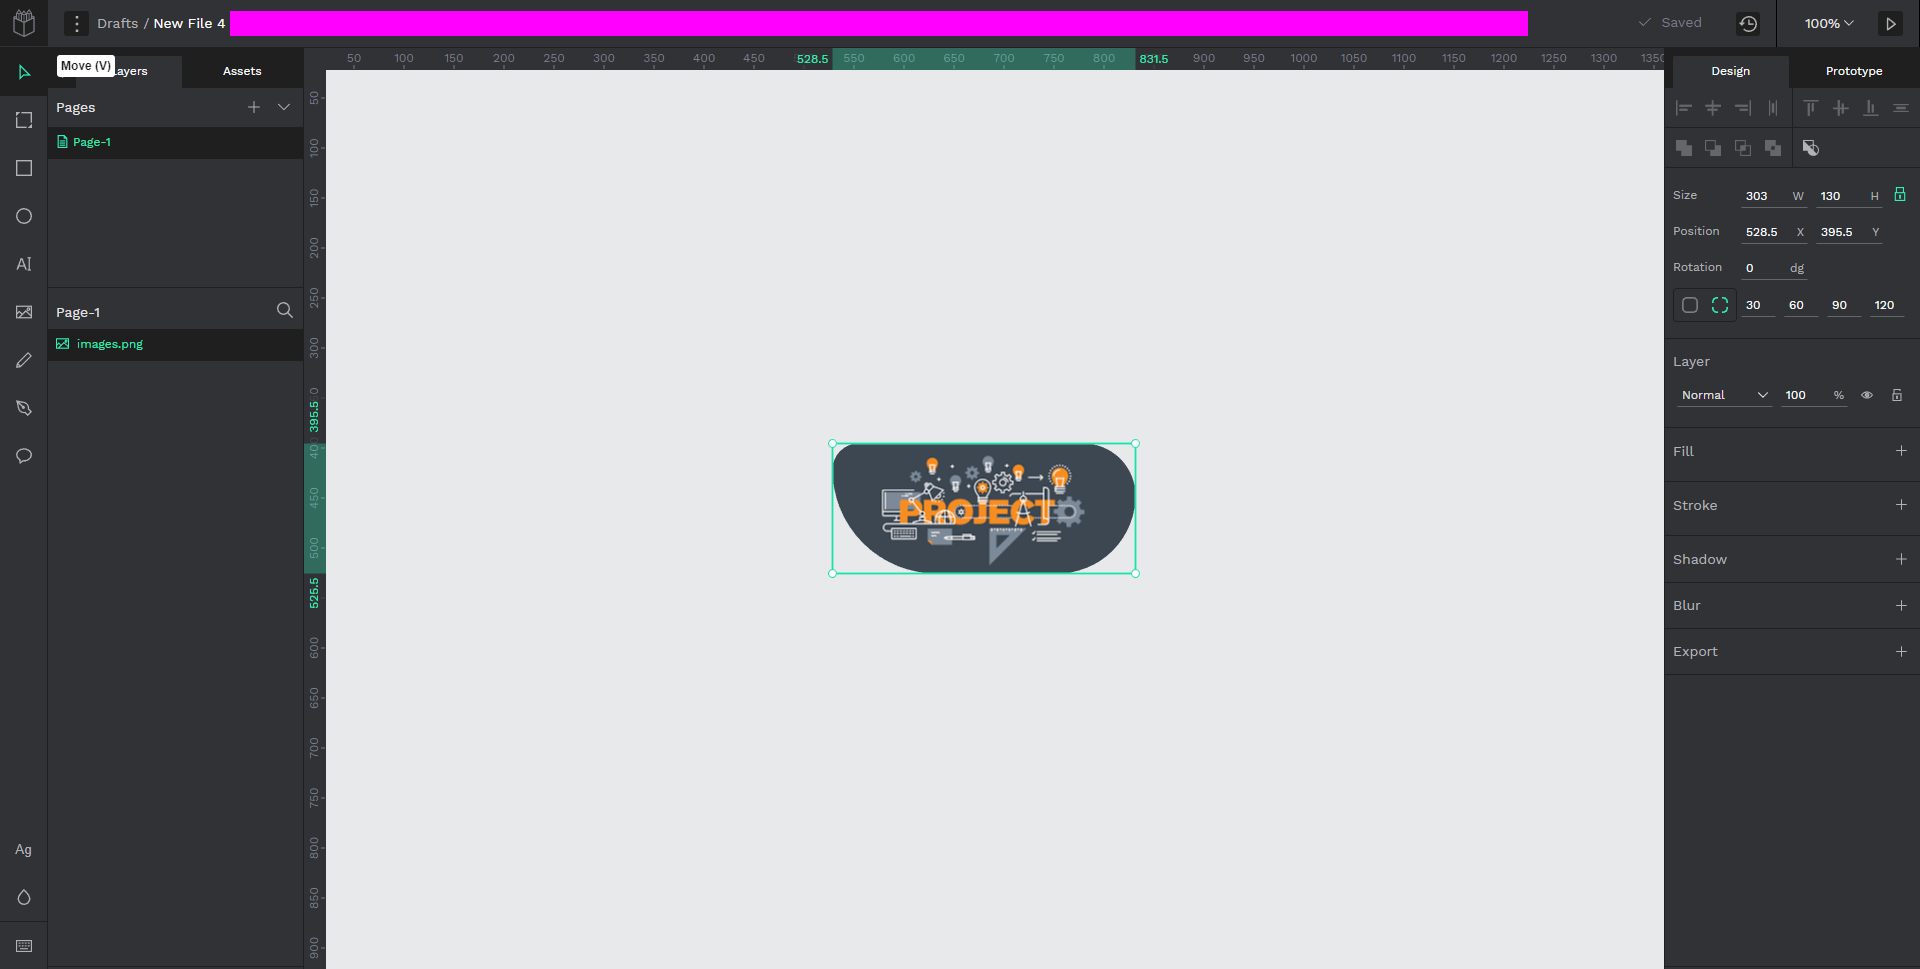 Drafts / New File 4
Saved
100%
Move (V)
ayers
Assets
Design
Prototype
Pages
Page-1
Page-1
images.png
50 100 150 200 250 300 350 400 450 528.5 550 600 650 700 750 800 831.5 900 950 1000 1050 1100 1150 1200 1250 1300 1350
50
100
150
200
250
300
395.5
450
500
525.5
600
650
700
750
800
850
900
PROJECT
Size 303 W 130 H
Position 528.5 X 395.5 Y
Rotation 0 dg
30 60 90 120
Layer
Normal 100 %
Fill
Stroke
Shadow
Blur
Export
AI
Ag